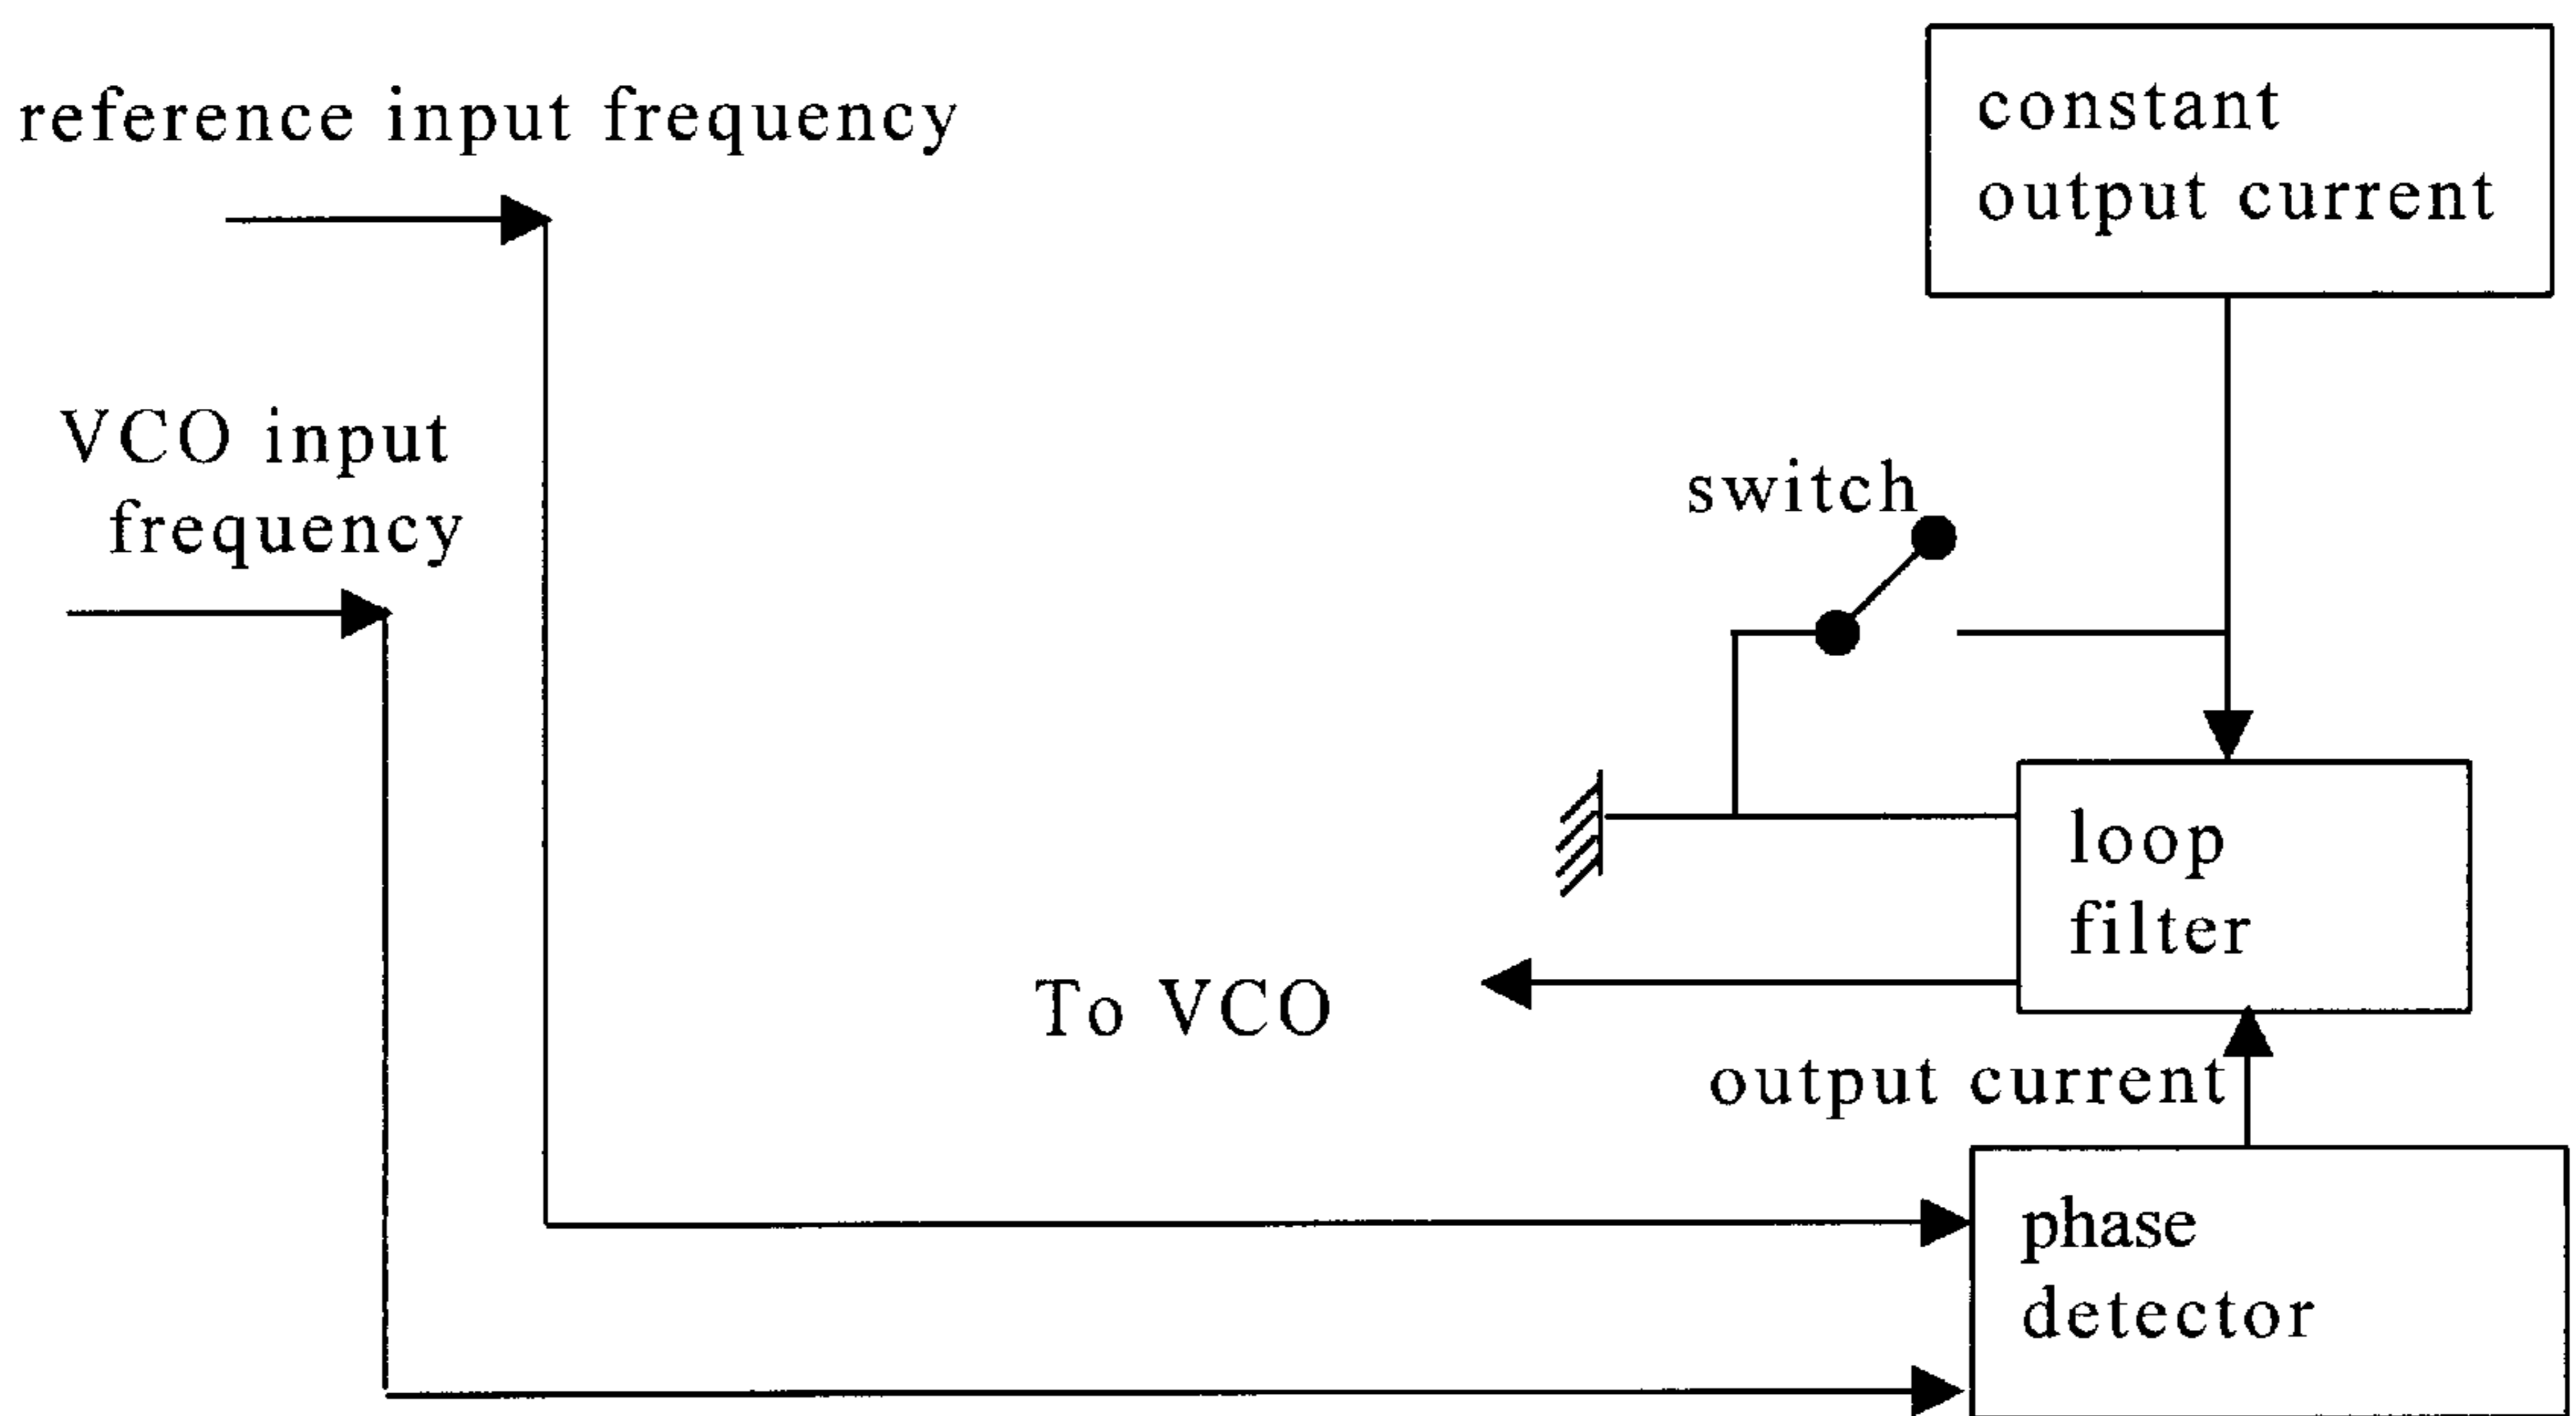 reference input frequency
constant
output current
VCO input
frequency
switch
loop
filter
To VCO
output current
phase
detector